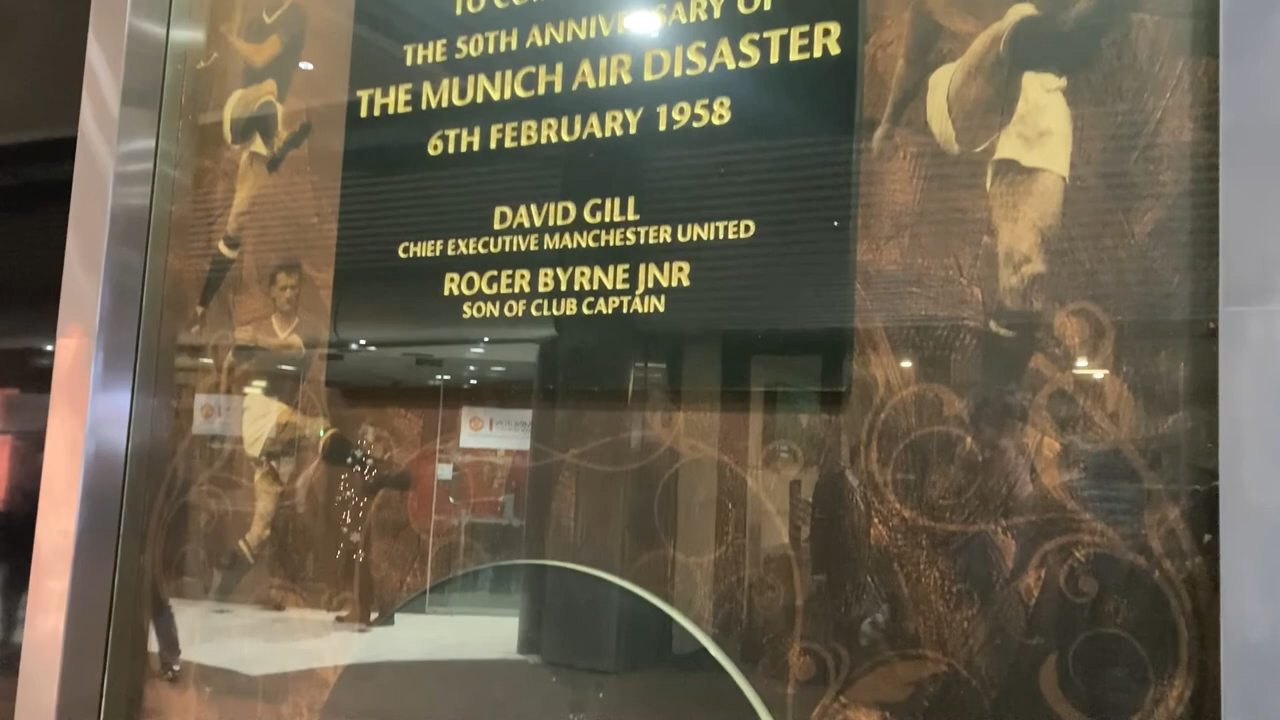 TO
THE 50TH ANNIVERSARY OF
THE MUNICH AIR DISASTER
6TH FEBRUARY 1958
DAVID GILL
CHIEF EXECUTIVE MANCHESTER UNITED
ROGER BYRNE JNR
SON OF CLUB CAPTAIN